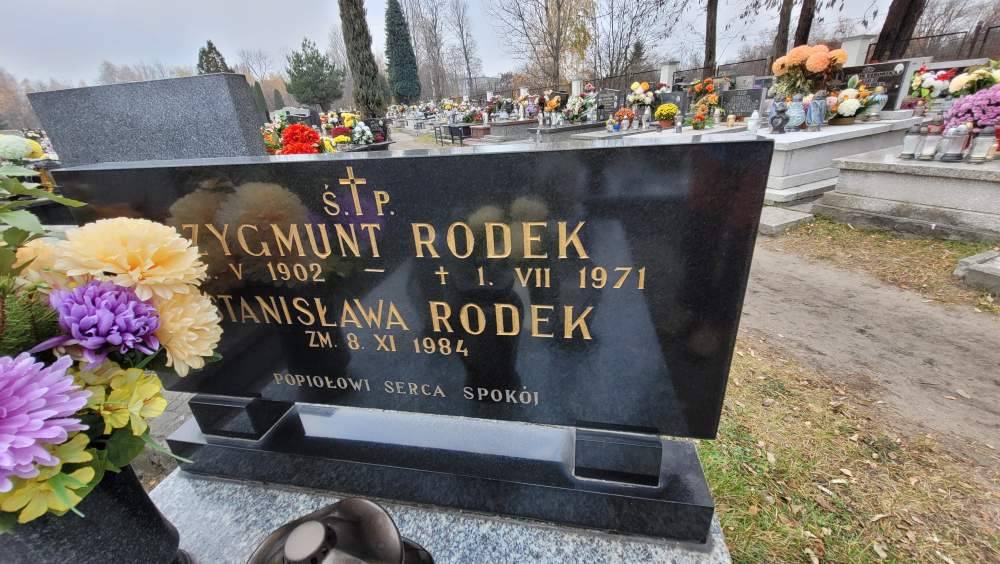 Ś.†P.
ZYGMUNT RODEK
V 1902 — † 1. VII 1971
STANISŁAWA RODEK
ZM. 8. XI 1984
POPIOŁOWI SERCA SPOKÓJ